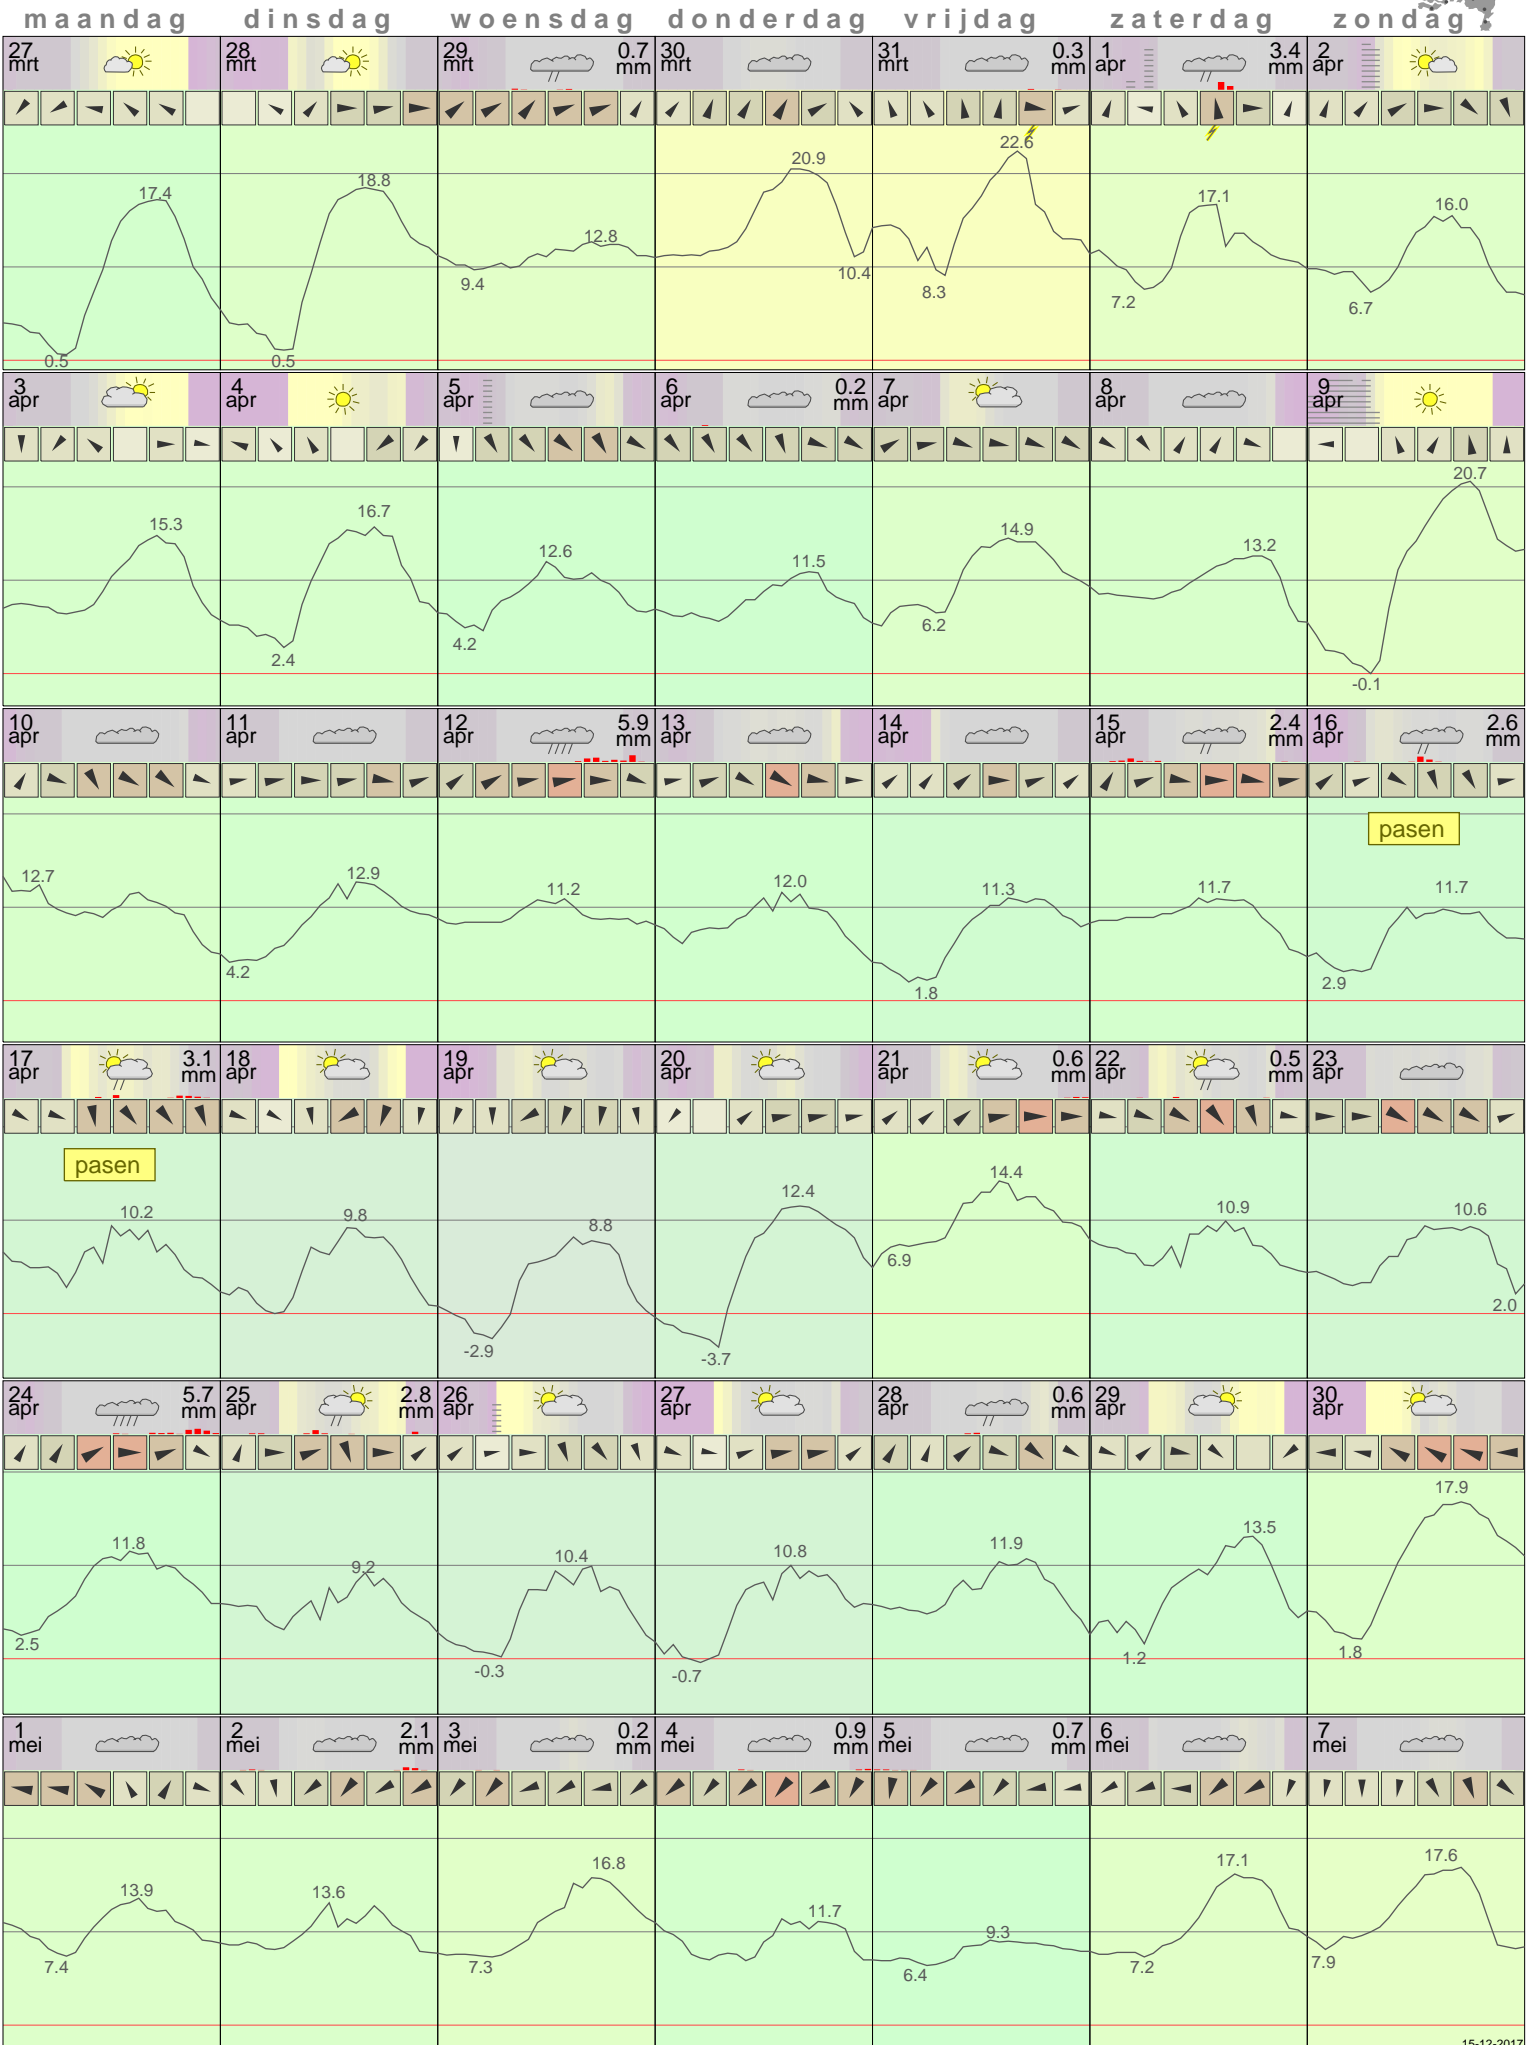 maandag dinsdag woensdag donderdag vrijdag zaterdag zondag
27 28 29 0.7 30 31 0.3 1 3.4 2
mrt mrt mrt mm mrt mrt mm apr mm apr
22.6
20.9
18.8
17.4 17.1 16.0
12.8
9.4 10.4
8.3 7.2 6.7
0.5 0.5
3 4 5 6 0.2 7 8 9
apr apr apr apr mm apr apr apr
20.7
15.3 16.7 14.9
12.6 11.5 13.2
4.2 6.2
2.4 -0.1
10 11 12 5.9 13 14 15 2.4 16 2.6
apr apr apr mm apr apr apr mm apr mm
pasen
12.7 12.9 11.2 12.0 11.3 11.7 11.7
4.2 1.8 2.9
17 3.1 18 19 20 21 0.6 22 0.5 23
apr mm apr apr apr apr mm apr mm apr
pasen
10.2 9.8 8.8 12.4 14.4 10.9 10.6
6.9
2.0
-2.9 -3.7
24 5.7 25 2.8 26 27 28 0.6 29 30
apr mm apr mm apr apr apr mm apr apr
17.9
11.8 9.2 10.4 10.8 11.9 13.5
2.5 -0.3 -0.7 1.2 1.8
1 2 2.1 3 0.2 4 0.9 5 0.7 6 7
mei mei mm mei mm mei mm mei mm mei mei
13.9 13.6 16.8 11.7 9.3 17.1 17.6
7.4 7.3 6.4 7.2 7.9
15-12-2017